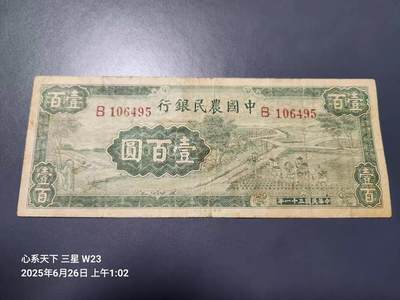 行銀民農國中
壹百
壹百
B 106495
B 106495
圓百壹
壹百
壹百
年一十三國民華中
心系天下 三星 W23
2025年6月26日 上午1:02